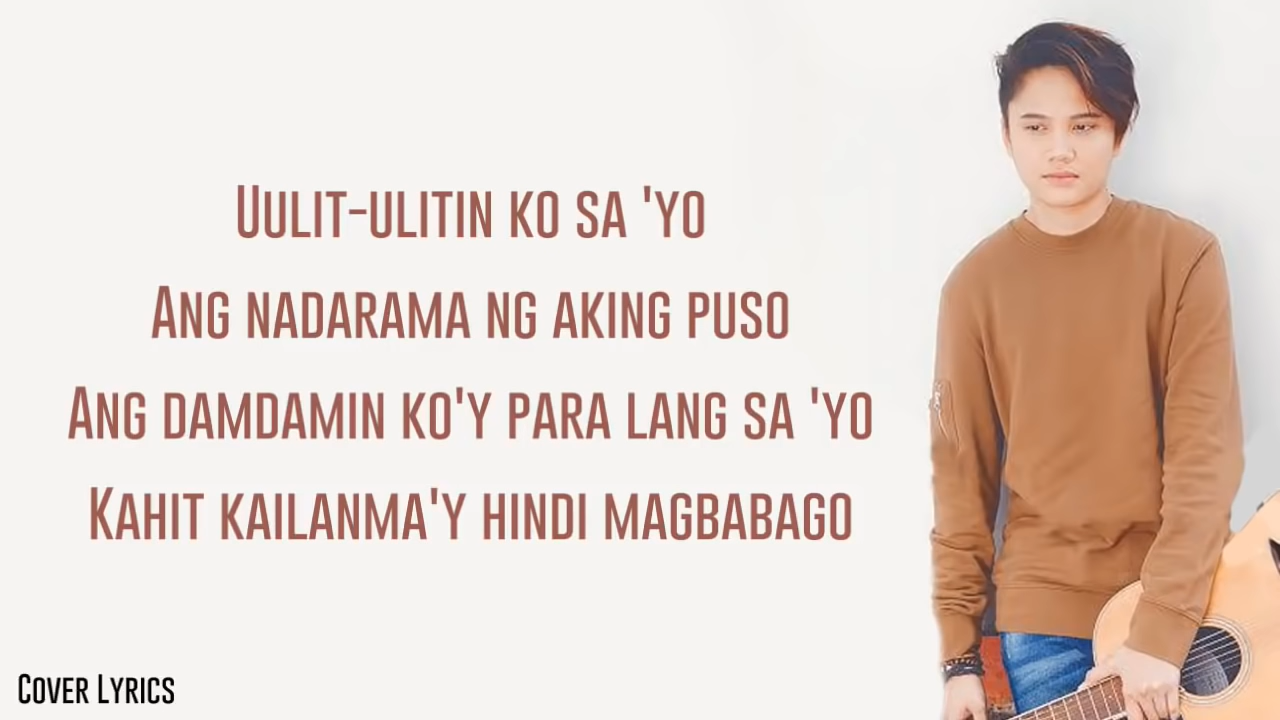 Uulit-ulitin ko sa 'yo
Ang nadarama ng aking puso
Ang damdamin ko'y para lang sa 'yo
Kahit kailanma'y hindi magbabago
Cover Lyrics